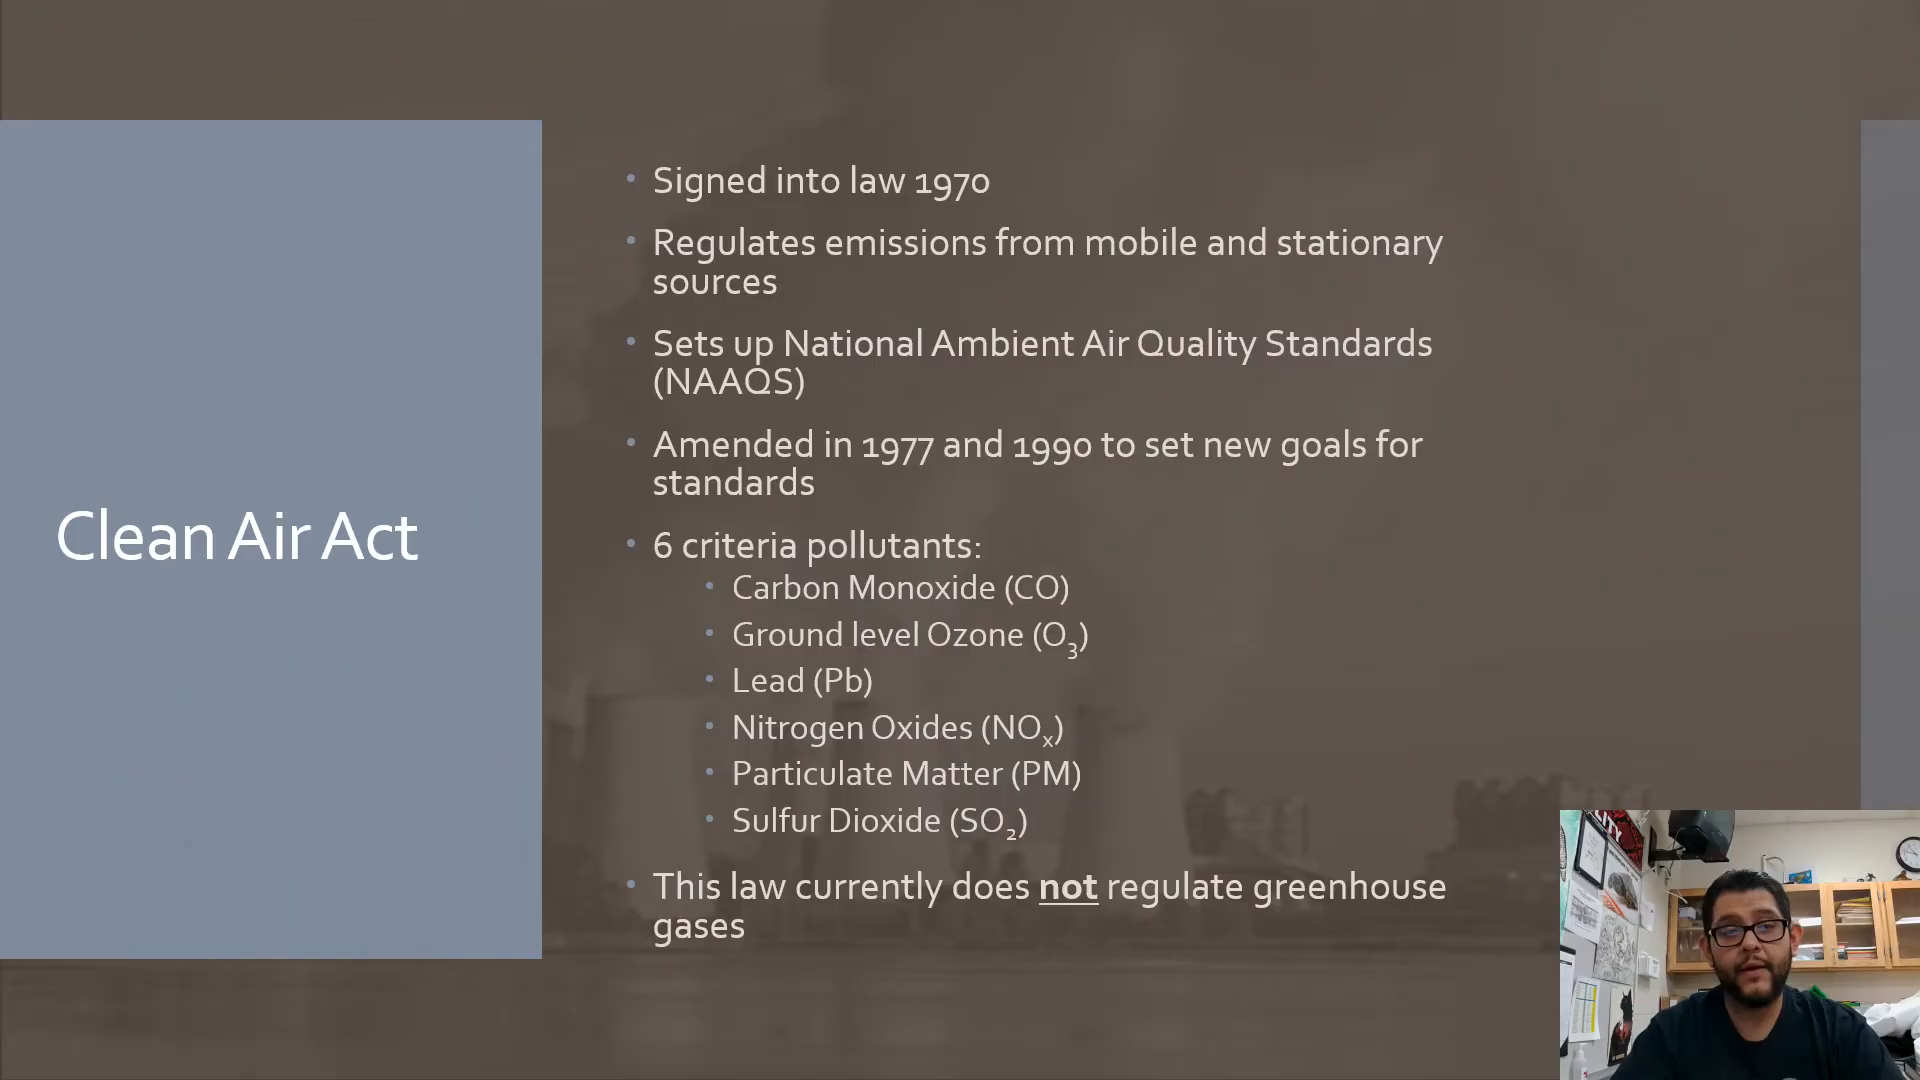 Clean Air Act
• Signed into law 1970
• Regulates emissions from mobile and stationary
sources
• Sets up National Ambient Air Quality Standards
(NAAQS)
• Amended in 1977 and 1990 to set new goals for
standards
• 6 criteria pollutants:
• Carbon Monoxide (CO)
• Ground level Ozone (O₃)
• Lead (Pb)
• Nitrogen Oxides (NOₓ)
• Particulate Matter (PM)
• Sulfur Dioxide (SO₂)
• This law currently does not regulate greenhouse
gases